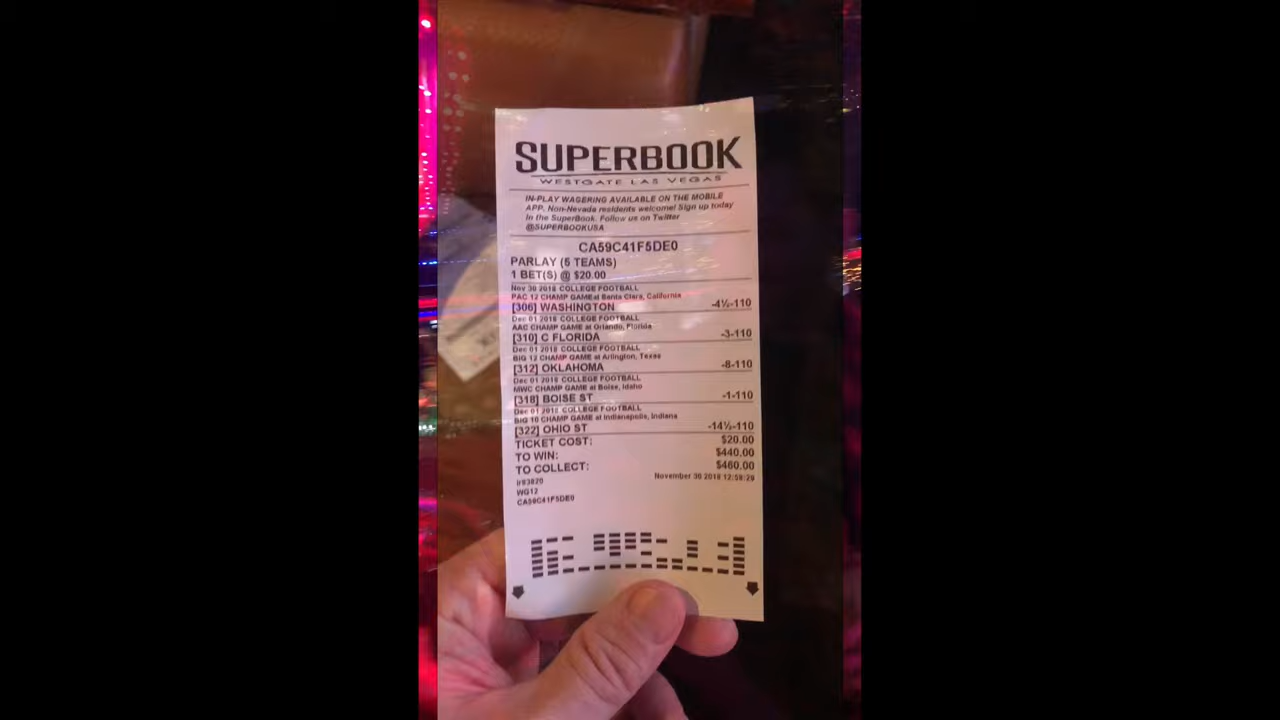 SUPERBOOK
WESTGATE LAS VEGAS
IN-PLAY WAGERING AVAILABLE ON THE MOBILE
APP. Non-Nevada residents welcome! Sign up today
in the SuperBook. Follow us on Twitter
@SUPERBOOKUSA
CA59C41F5DE0
PARLAY (5 TEAMS)
1 BET(S) @ $20.00
Nov 30 2018 COLLEGE FOOTBALL
PAC 12 CHAMP GAME at Santa Clara, California
[306] WASHINGTON -4½-110
Dec 01 2018 COLLEGE FOOTBALL
AAC CHAMP GAME at Orlando, Florida
[310] C FLORIDA -3-110
Dec 01 2018 COLLEGE FOOTBALL
BIG 12 CHAMP GAME at Arlington, Texas
[312] OKLAHOMA -8-110
Dec 01 2018 COLLEGE FOOTBALL
MWC CHAMP GAME at Boise, Idaho
[318] BOISE ST -1-110
Dec 01 2018 COLLEGE FOOTBALL
BIG 10 CHAMP GAME at Indianapolis, Indiana
[322] OHIO ST -14½-110
TICKET COST: $20.00
TO WIN: $440.00
TO COLLECT: $460.00
November 30 2018 12:59:29
WG12
CA59C41F5DE0